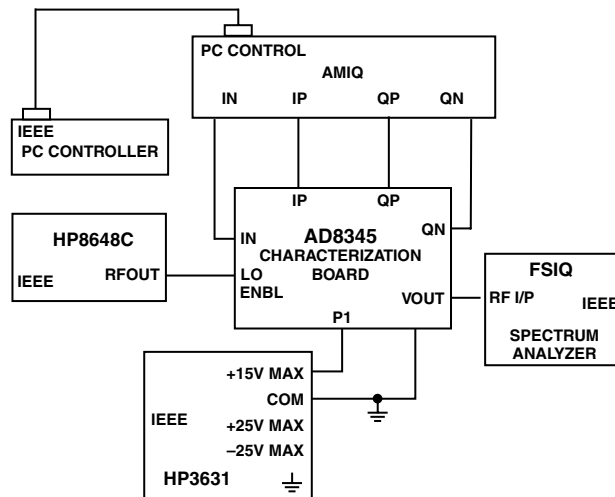 PC CONTROL
AMIQ
IN IP QP QN
IEEE
PC CONTROLLER
IP QP
AD8345
CHARACTERIZATION
BOARD
IN
QN
LO
ENBL
VOUT
P1
HP8648C
IEEE
RFOUT
FSIQ
RF I/P
IEEE
SPECTRUM
ANALYZER
+15V MAX
COM
IEEE
+25V MAX
–25V MAX
HP3631